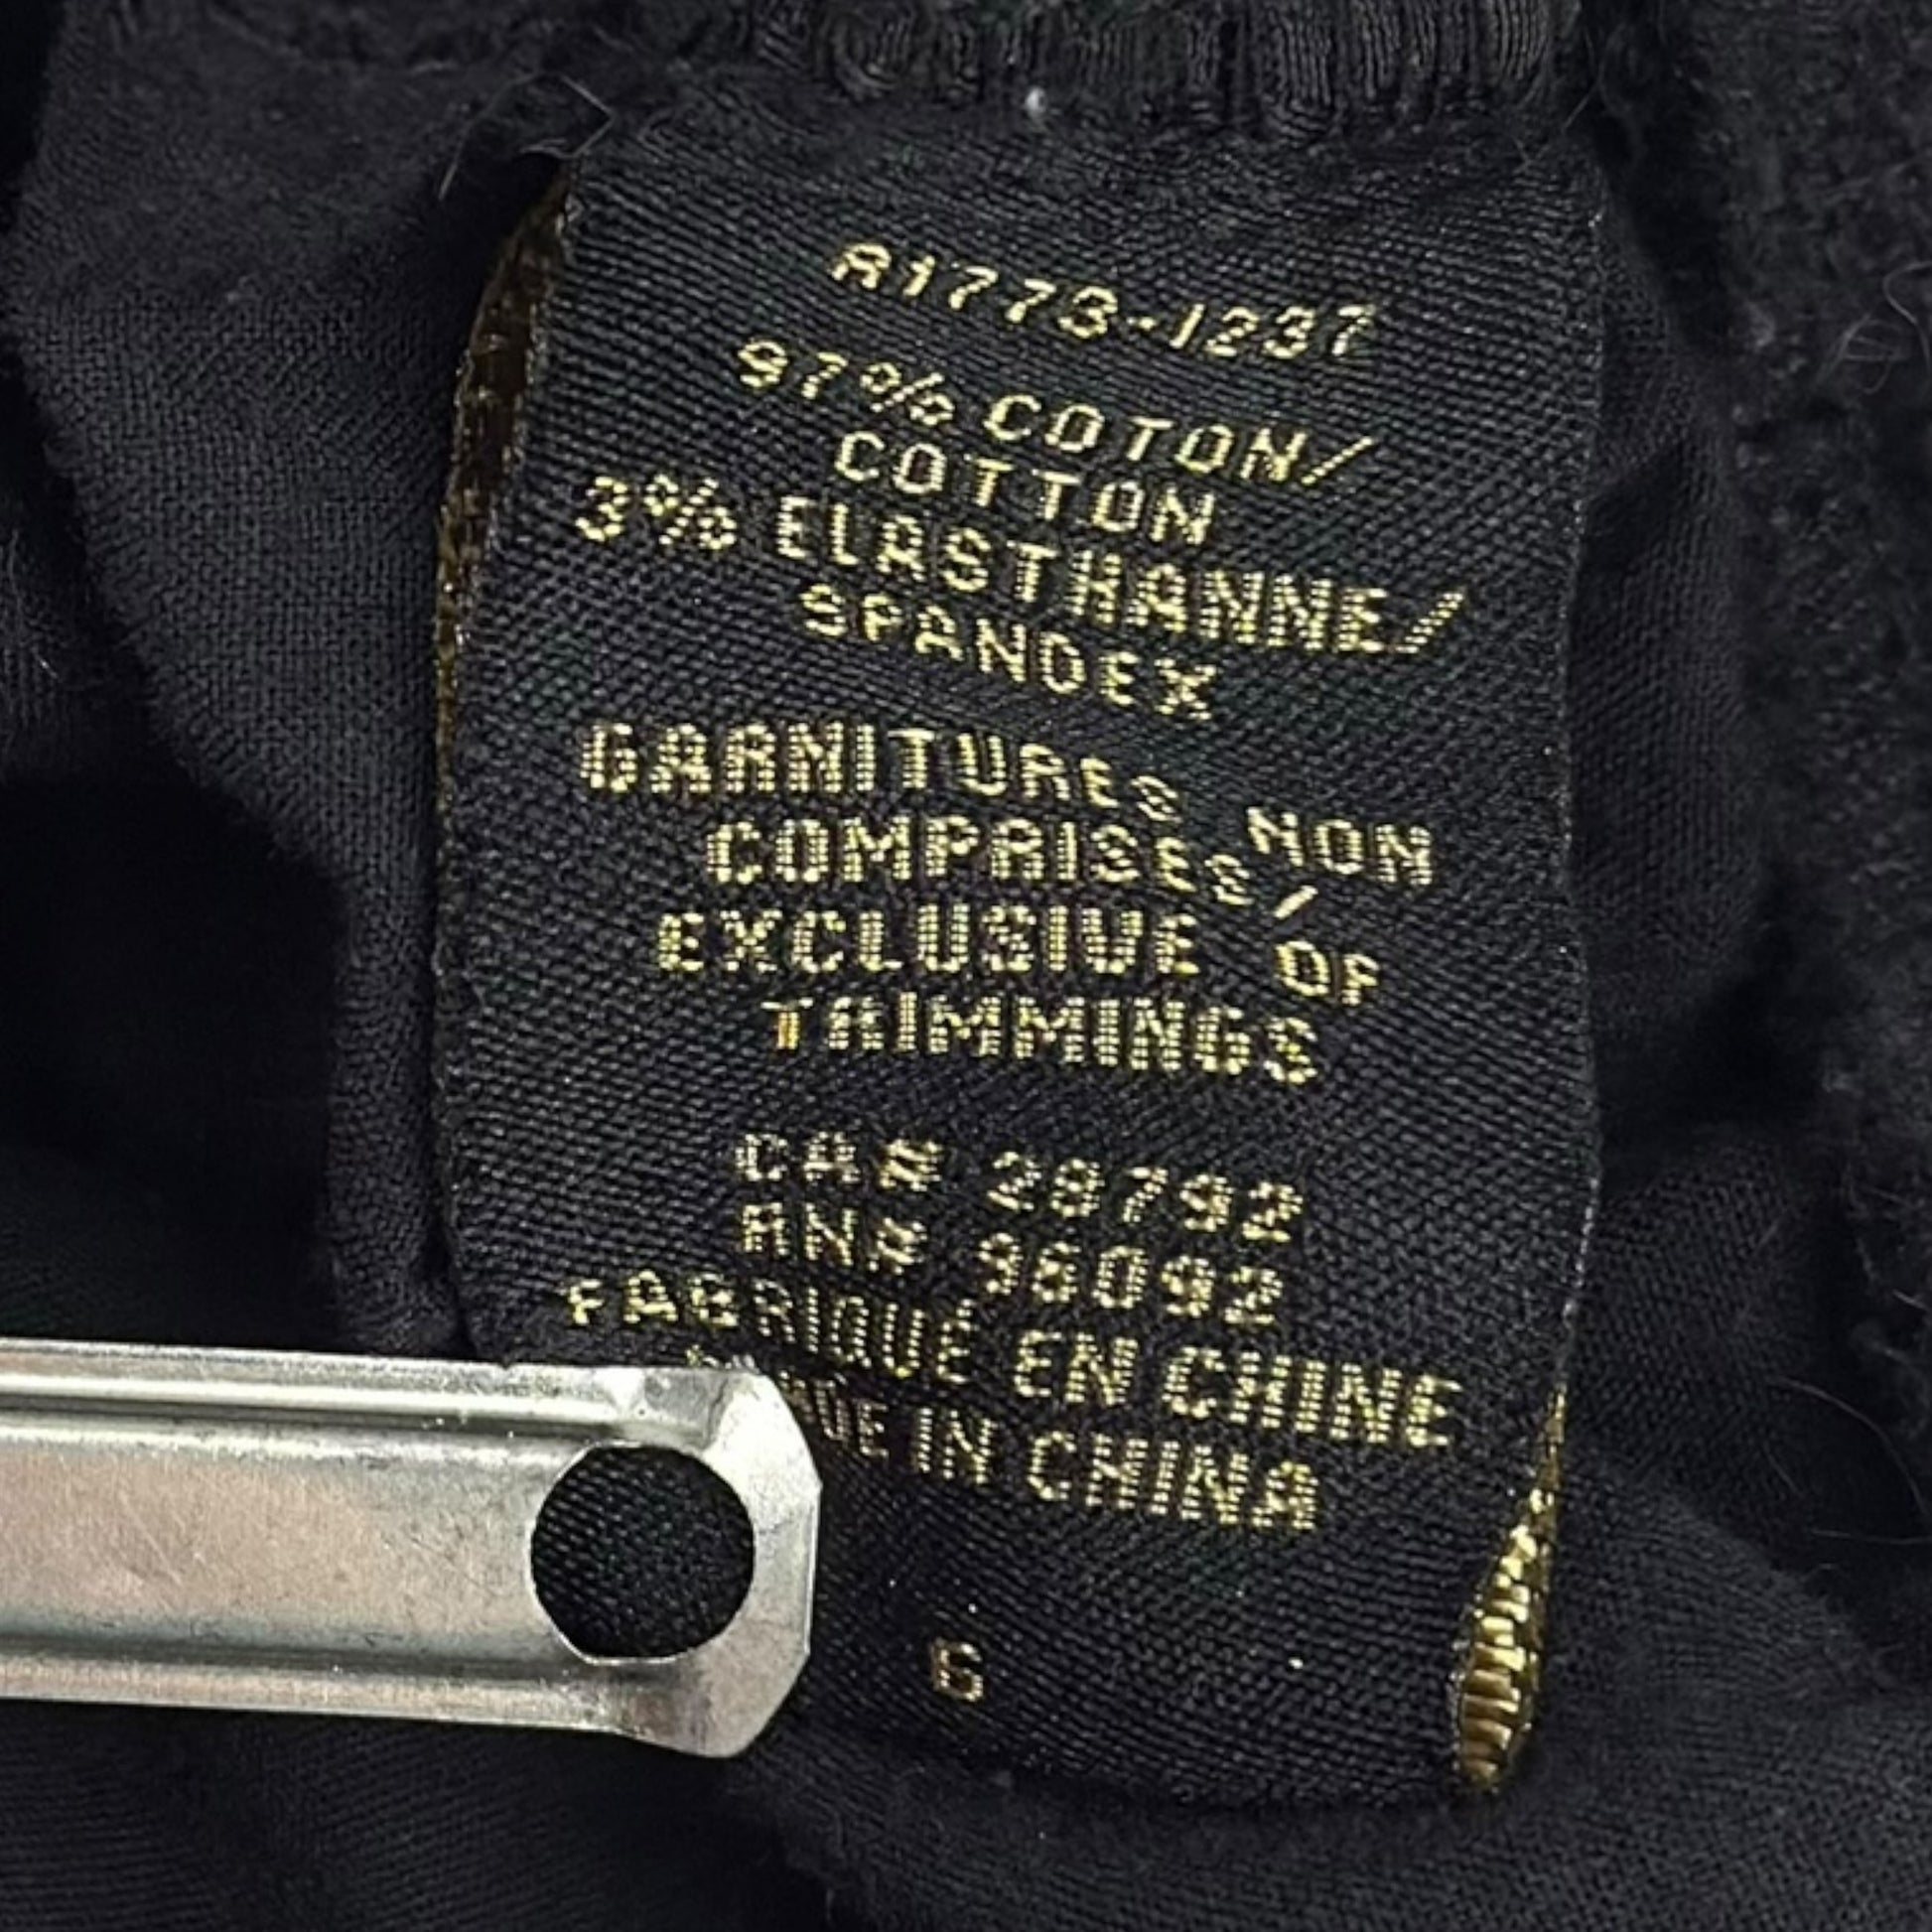 R1773-1237
97% COTON/
COTTON
3% ELASTHANNE/
SPANDEX
GARNITURES NON
COMPRISES/
EXCLUSIVE OF
TRIMMINGS
CA# 28792
RN# 96092
FABRIQUÉ EN CHINE
IN CHINA
6